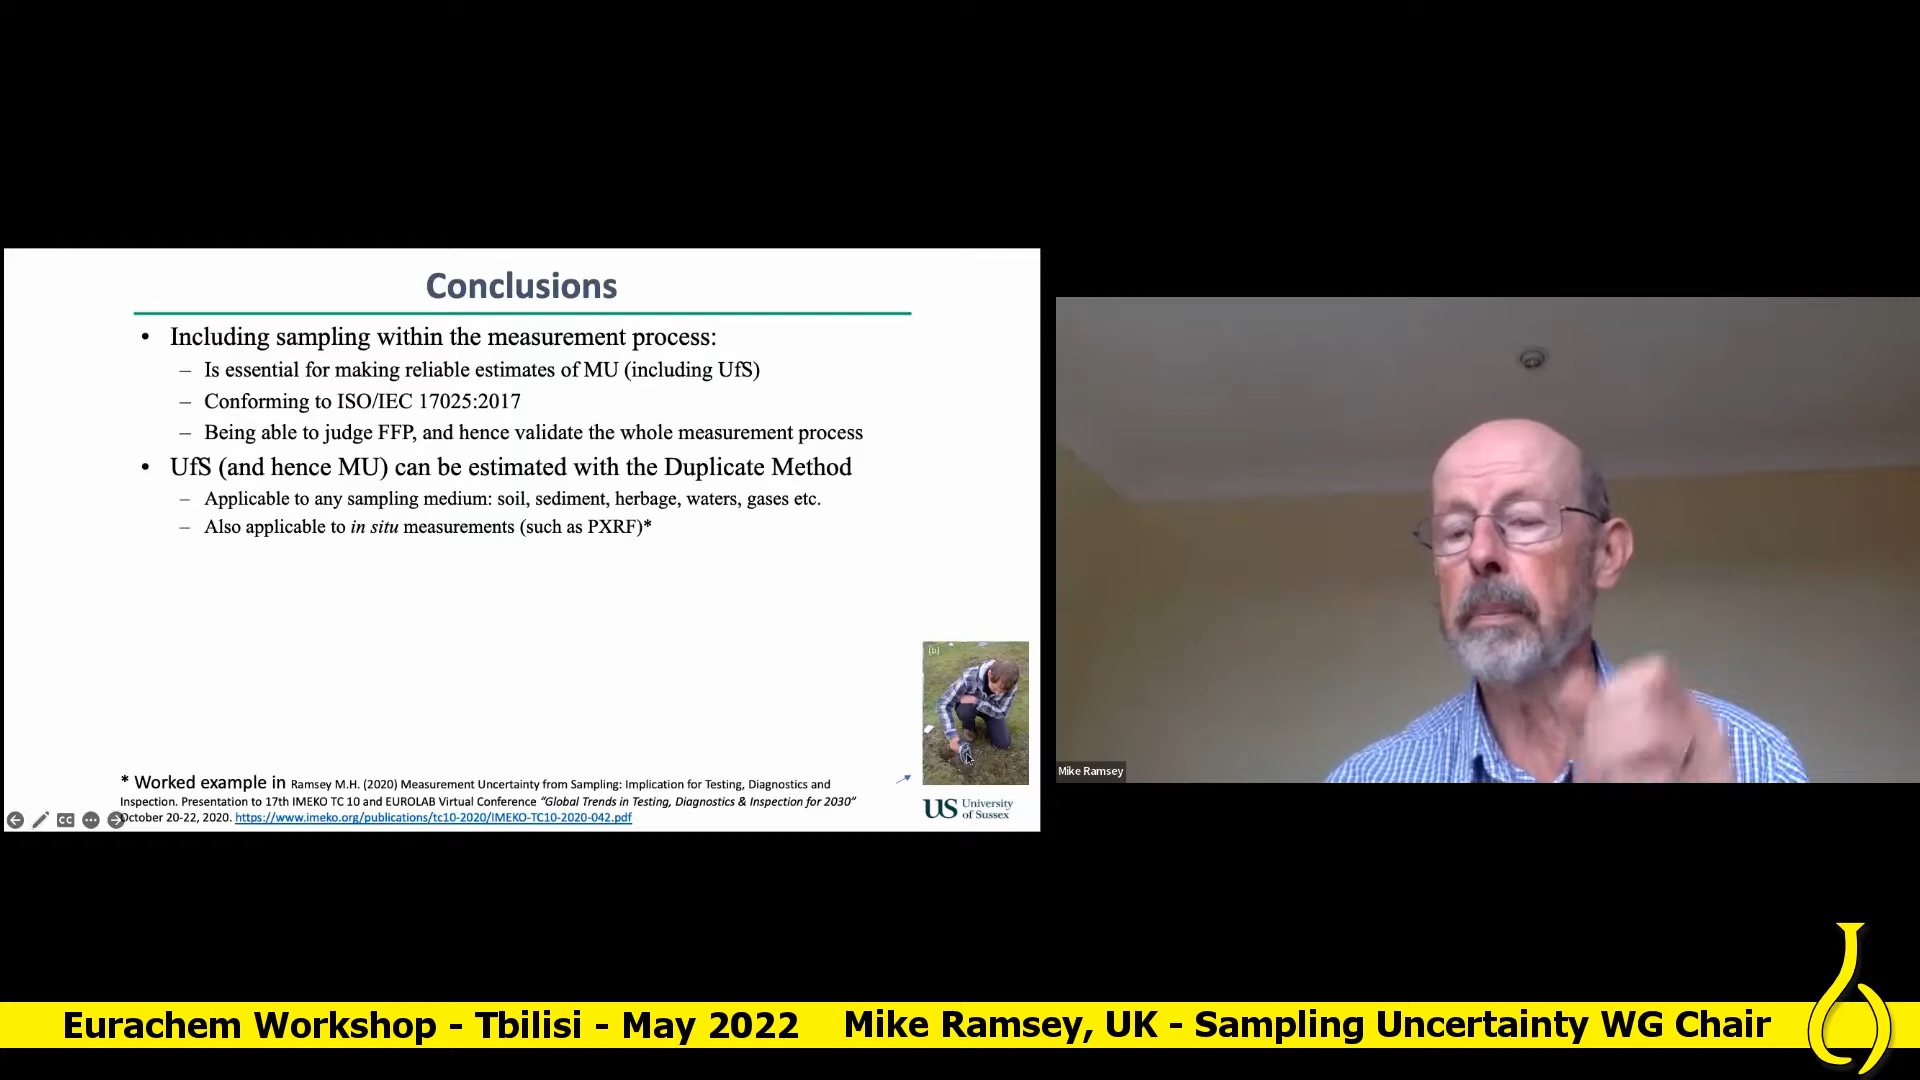 Conclusions
• Including sampling within the measurement process:
– Is essential for making reliable estimates of MU (including UfS)
– Conforming to ISO/IEC 17025:2017
– Being able to judge FFP, and hence validate the whole measurement process
• UfS (and hence MU) can be estimated with the Duplicate Method
– Applicable to any sampling medium: soil, sediment, herbage, waters, gases etc.
– Also applicable to in situ measurements (such as PXRF)*
(b)
* Worked example in Ramsey M.H. (2020) Measurement Uncertainty from Sampling: Implication for Testing, Diagnostics and
Inspection. Presentation to 17th IMEKO TC 10 and EUROLAB Virtual Conference “Global Trends in Testing, Diagnostics & Inspection for 2030”
October 20-22, 2020. https://www.imeko.org/publications/tc10-2020/IMEKO-TC10-2020-042.pdf
CC
US University
of Sussex
Mike Ramsey
Eurachem Workshop - Tbilisi - May 2022
Mike Ramsey, UK - Sampling Uncertainty WG Chair